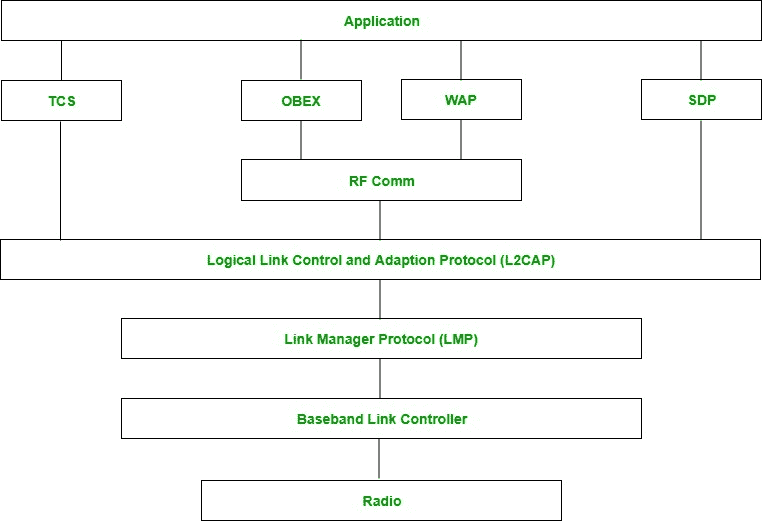 Application
TCS
OBEX
WAP
SDP
RF Comm
Logical Link Control and Adaption Protocol (L2CAP)
Link Manager Protocol (LMP)
Baseband Link Controller
Radio